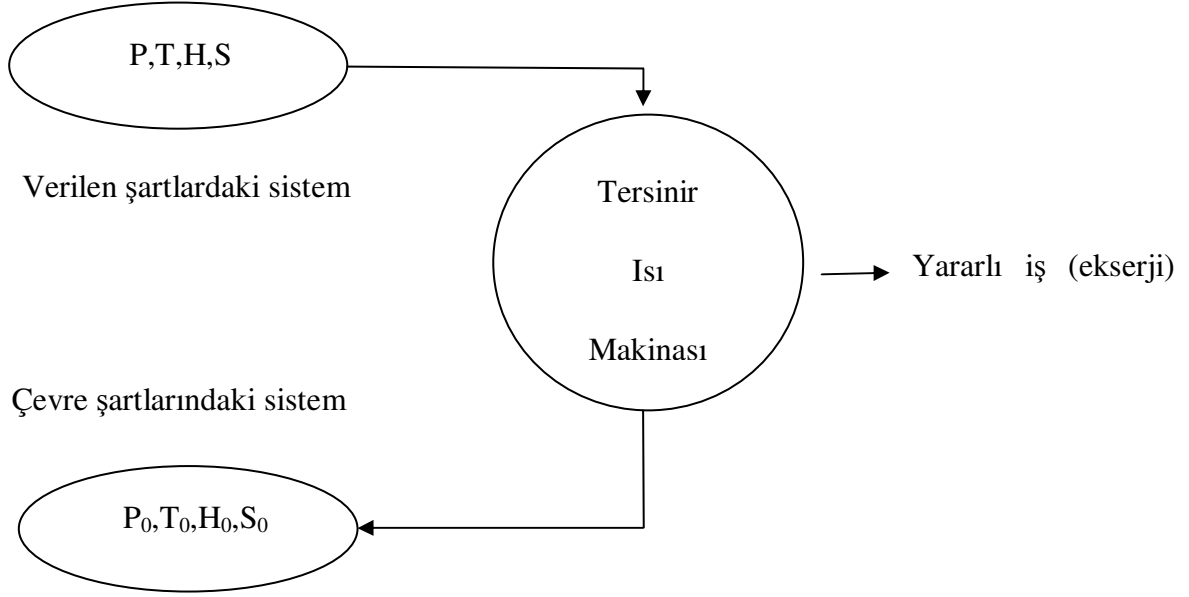 P,T,H,S
Verilen şartlardaki sistem
Tersinir
Isı
Makinası
Yararlı iş (ekserji)
Çevre şartlarındaki sistem
P₀,T₀,H₀,S₀